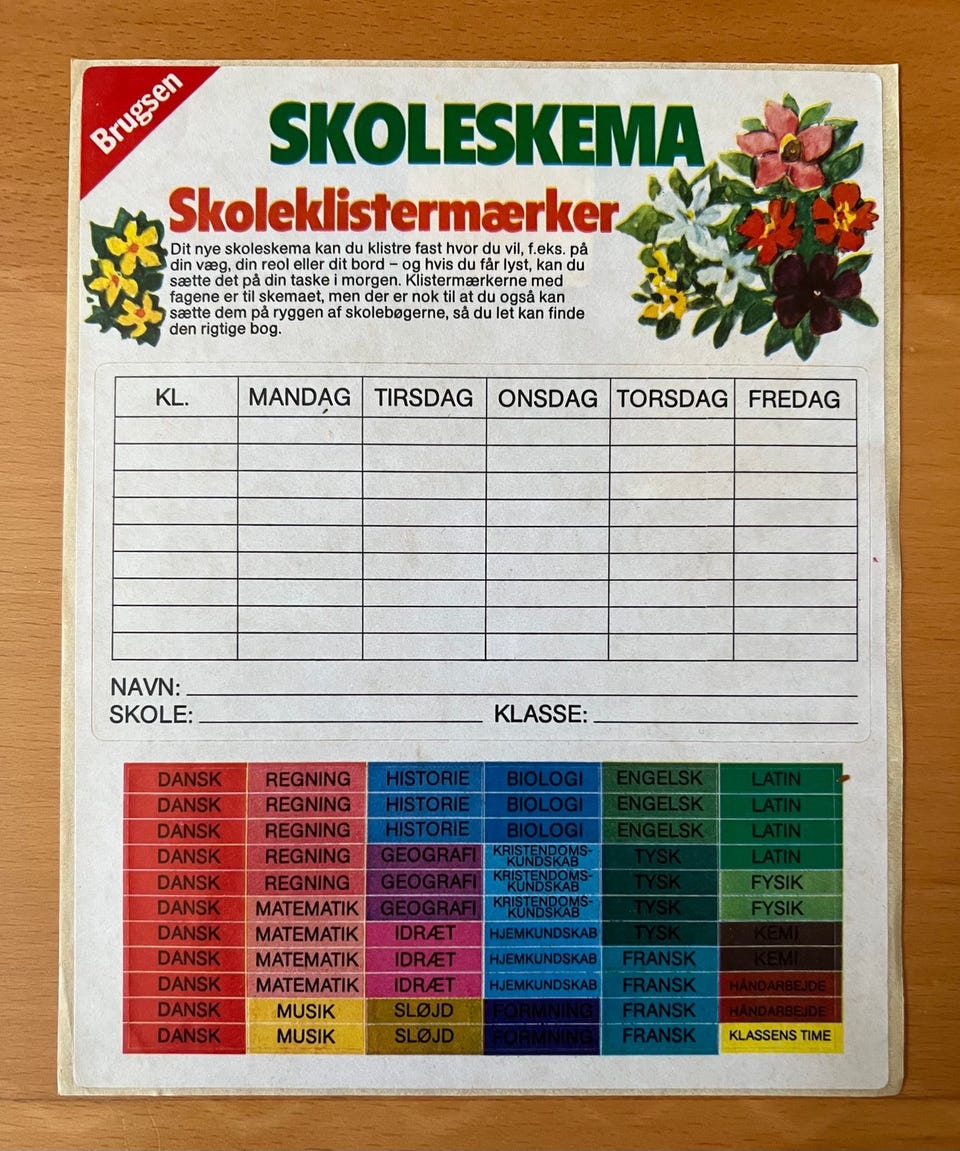 Brugsen
SKOLESKEMA
Skoleklistermærker
Dit nye skoleskema kan du klistre fast hvor du vil, f.eks. på
din væg, din reol eller dit bord – og hvis du får lyst, kan du
sætte det på din taske i morgen. Klistermærkerne med
fagene er til skemaet, men der er nok til at du også kan
sætte dem på ryggen af skolebøgerne, så du let kan finde
den rigtige bog.
KL. MANDAG TIRSDAG ONSDAG TORSDAG FREDAG
NAVN:
SKOLE: KLASSE:
DANSK REGNING HISTORIE BIOLOGI ENGELSK LATIN
DANSK REGNING HISTORIE BIOLOGI ENGELSK LATIN
DANSK REGNING HISTORIE BIOLOGI ENGELSK LATIN
DANSK REGNING GEOGRAFI KRISTENDOMS-KUNDSKAB TYSK LATIN
DANSK REGNING GEOGRAFI KRISTENDOMS-KUNDSKAB TYSK FYSIK
DANSK MATEMATIK GEOGRAFI KRISTENDOMS-KUNDSKAB TYSK FYSIK
DANSK MATEMATIK IDRÆT HJEMKUNDSKAB TYSK KEMI
DANSK MATEMATIK IDRÆT HJEMKUNDSKAB FRANSK KEMI
DANSK MATEMATIK IDRÆT HJEMKUNDSKAB FRANSK HÅNDARBEJDE
DANSK MUSIK SLØJD FORMNING FRANSK HÅNDARBEJDE
DANSK MUSIK SLØJD FORMNING FRANSK KLASSENS TIME